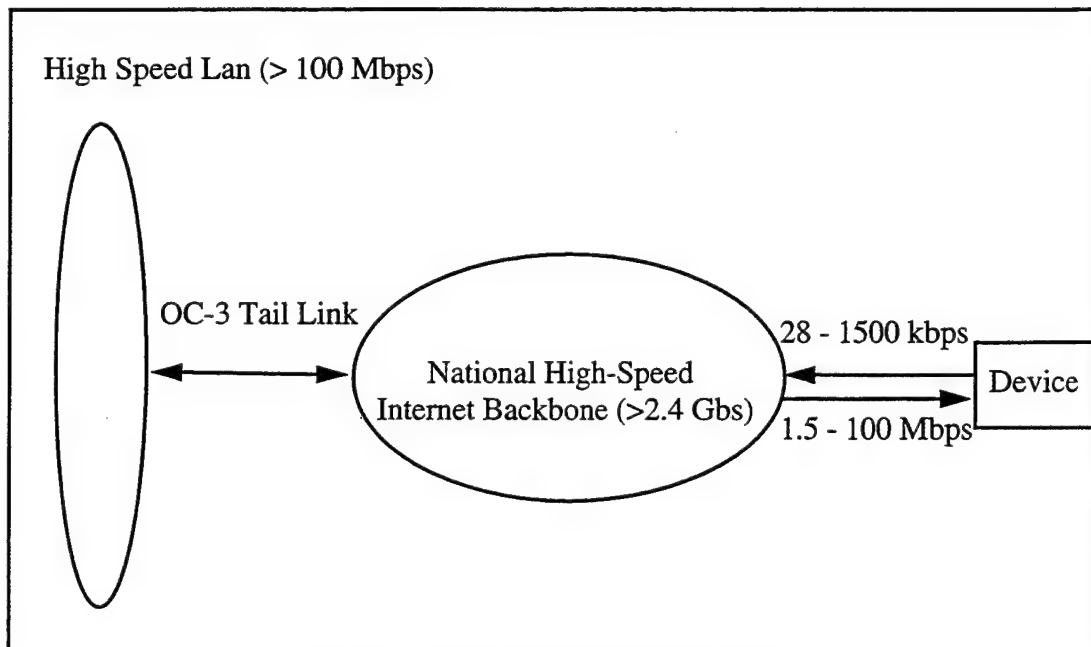 High Speed Lan (> 100 Mbps)
OC-3 Tail Link
National High-Speed
Internet Backbone (>2.4 Gbs)
28 - 1500 kbps
1.5 - 100 Mbps
Device